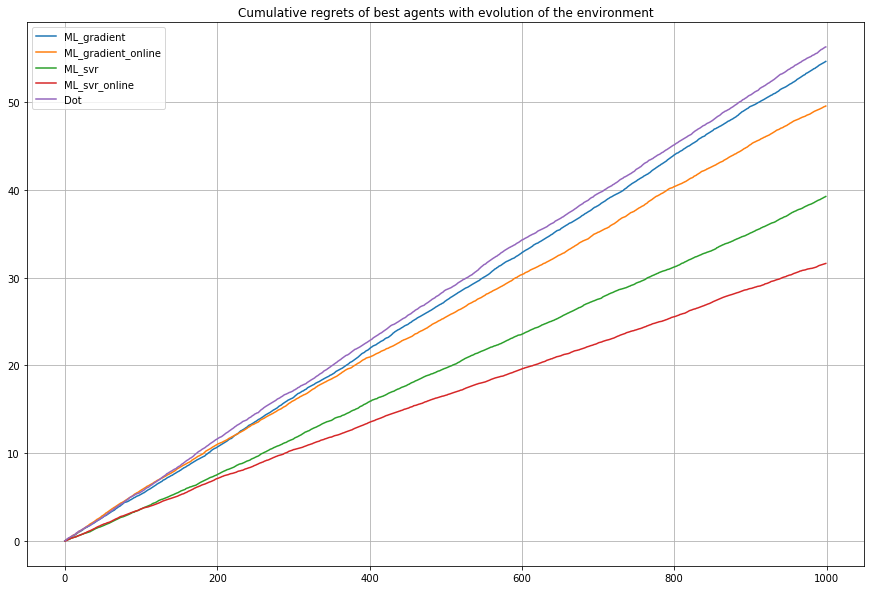 Cumulative regrets of best agents with evolution of the environment
ML_gradient
ML_gradient_online
ML_svr
ML_svr_online
Dot
50
40
30
20
10
0
0 200 400 600 800 1000